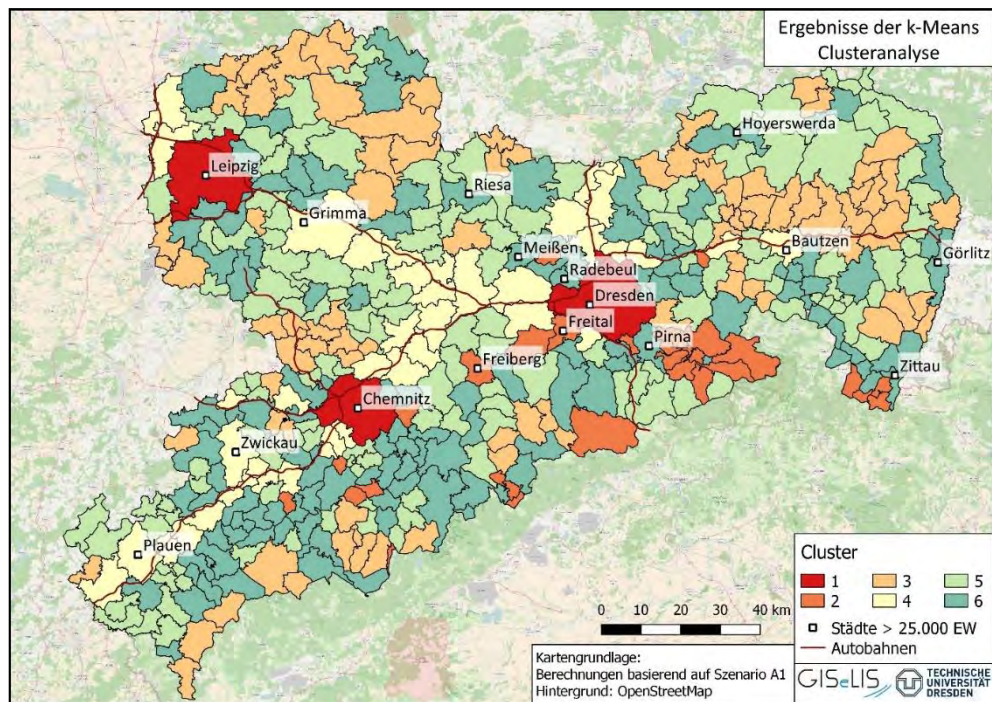 Ergebnisse der k-Means
Clusteranalyse
Hoyerswerda
Leipzig
Riesa
Grimma
Meißen
Bautzen
Görlitz
Radebeul
Dresden
Freital
Pirna
Freiberg
Zittau
Chemnitz
Zwickau
Plauen
Cluster
1 3 5
2 4 6
Städte > 25.000 EW
Autobahnen
0 10 20 30 40 km
Kartengrundlage:
Berechnungen basierend auf Szenario A1
Hintergrund: OpenStreetMap
GISeLIS
TECHNISCHE
UNIVERSITÄT
DRESDEN